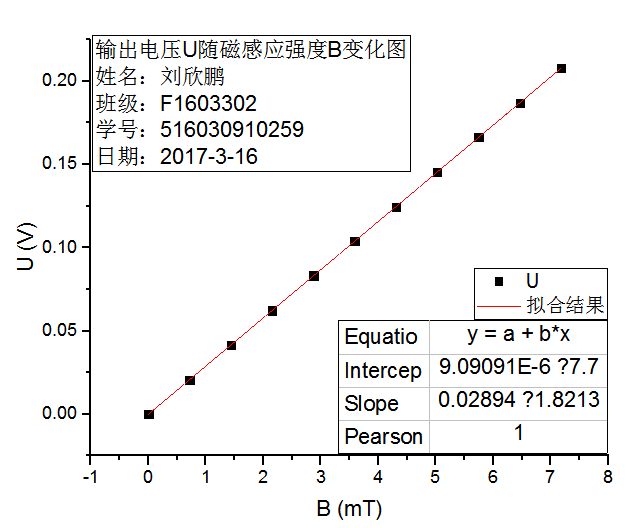 输出电压U随磁感应强度B变化图
姓名：刘欣鹏
班级：F1603302
学号：516030910259
日期：2017-3-16
0.20
0.15
0.10
0.05
0.00
U (V)
U
拟合结果
Equatio y = a + b*x
Intercep 9.09091E-6 ?7.7
Slope 0.02894 ?1.8213
Pearson 1
-1 0 1 2 3 4 5 6 7 8
B (mT)